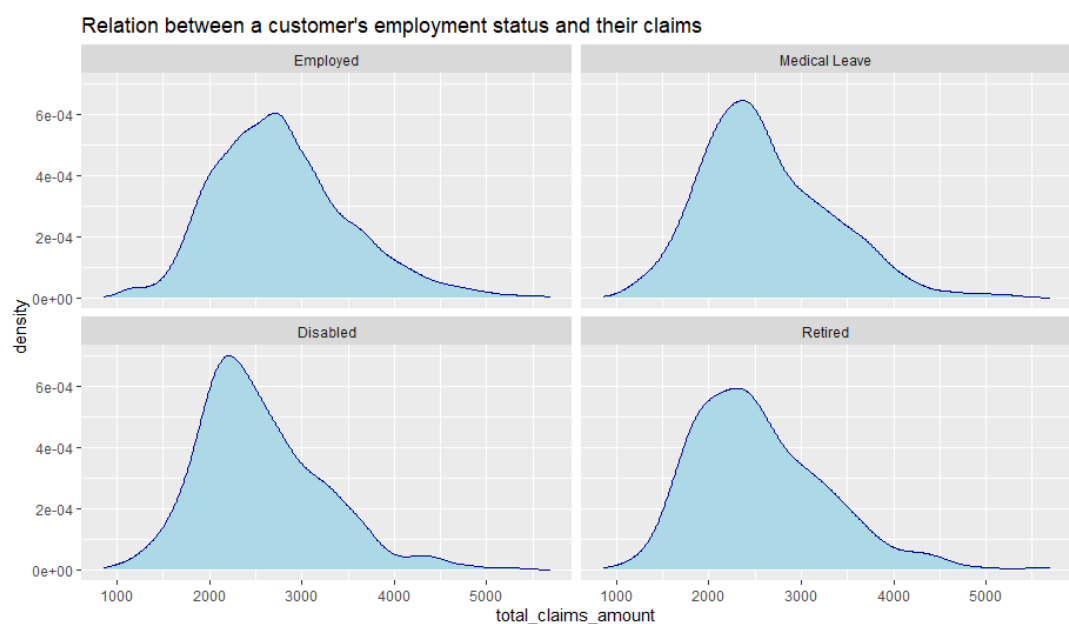 Relation between a customer's employment status and their claims
Employed
Medical Leave
6e-04
4e-04
2e-04
0e+00
density
Disabled
Retired
6e-04
4e-04
2e-04
0e+00
1000 2000 3000 4000 5000
1000 2000 3000 4000 5000
total_claims_amount